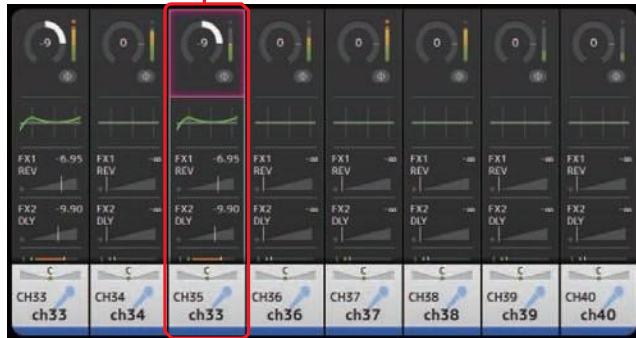 -9 0 -9 0 0 0 0 0
FX1 -6.95 FX1 -∞ FX1 -6.95 FX1 -∞ FX1 -∞ FX1 -∞ FX1 -∞ FX1 -∞
REV REV REV REV REV REV REV REV
FX2 -9.90 FX2 -∞ FX2 -9.90 FX2 -∞ FX2 -∞ FX2 -∞ FX2 -∞ FX2 -∞
DLY DLY DLY DLY DLY DLY DLY DLY
C C C C C C C C
CH33 CH34 CH35 CH36 CH37 CH38 CH39 CH40
ch33 ch34 ch33 ch36 ch37 ch38 ch39 ch40